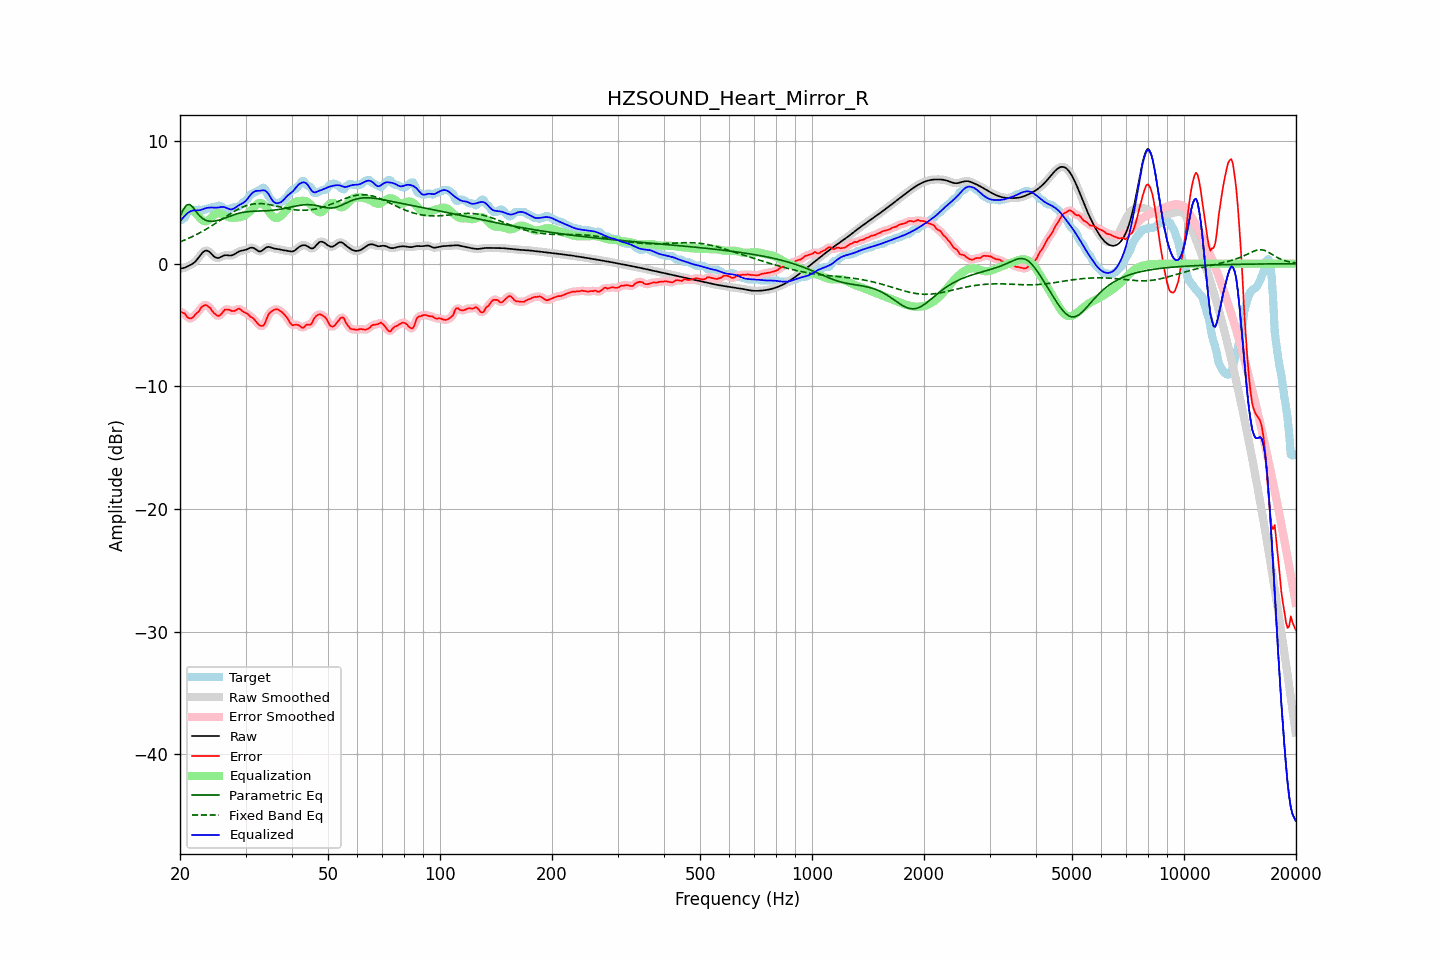 HZSOUND_Heart_Mirror_R
10
0
−10
−20
−30
−40
Amplitude (dBr)
Target
Raw Smoothed
Error Smoothed
Raw
Error
Equalization
Parametric Eq
Fixed Band Eq
Equalized
20 50 100 200 500 1000 2000 5000 10000 20000
Frequency (Hz)